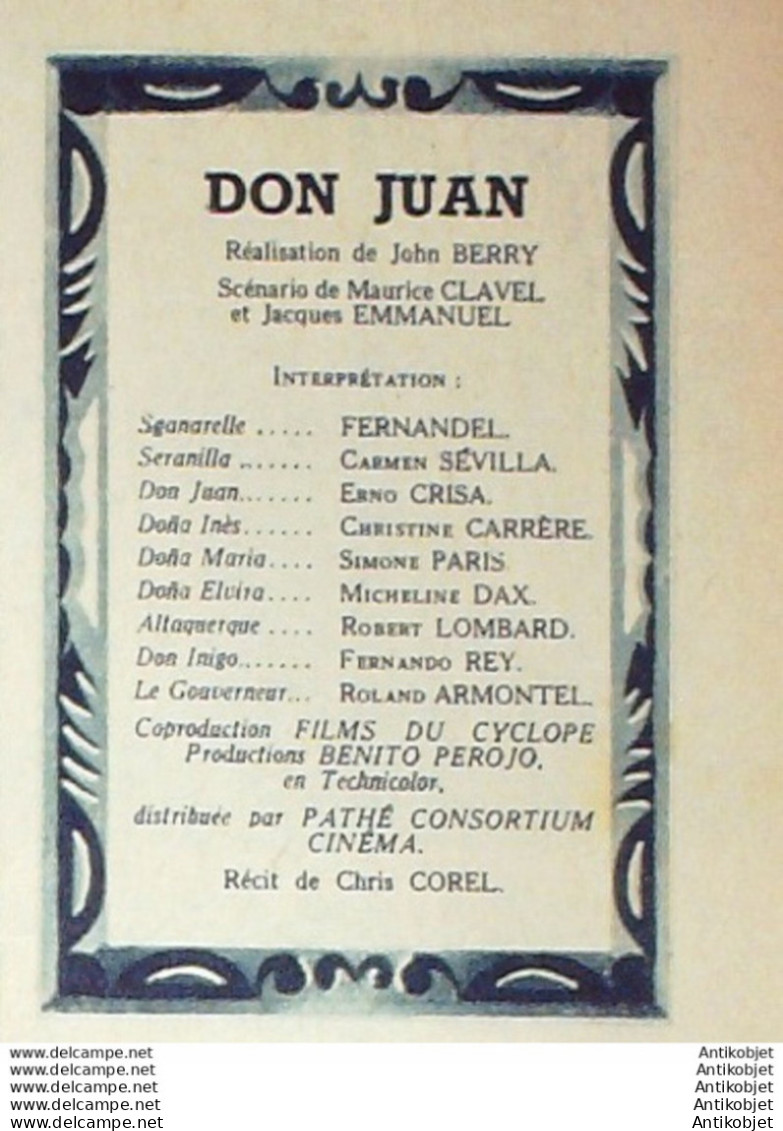 DON JUAN
Réalisation de John BERRY
Scénario de Maurice CLAVEL
et Jacques EMMANUEL
INTERPRÉTATION :
Sganarelle ..... FERNANDEL.
Seranilla ....... CARMEN SÉVILLA.
Don Juan....... ERNO CRISA.
Doña Inès...... CHRISTINE CARRÈRE.
Doña Maria.... SIMONE PARIS
Doña Elvira.... MICHELINE DAX.
Altaquerque .... ROBERT LOMBARD.
Don Inigo....... FERNANDO REY.
Le Gouverneur... ROLAND ARMONTEL.
Coproduction FILMS DU CYCLOPE
Productions BENITO PEROJO,
en Technicolor,
distribuée par PATHÉ CONSORTIUM
CINÉMA.
Récit de Chris COREL.
www.delcampe.net Antikobjet
www.delcampe.net Antikobjet
www.delcampe.net Antikobjet
www.delcampe.net Antikobjet
www.delcampe.net Antikobjet